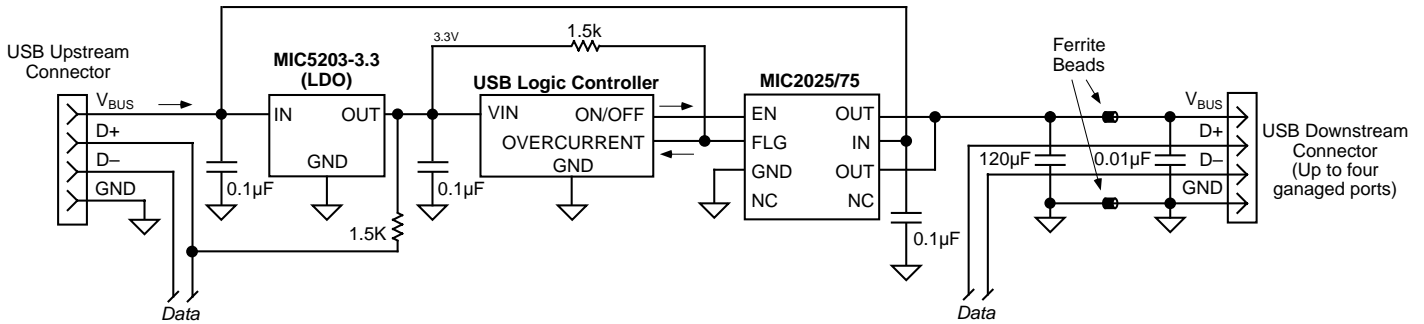 USB Upstream
Connector
VBUS
D+
D–
GND
Data
MIC5203-3.3
(LDO)
IN
OUT
GND
0.1µF
1.5K
3.3V
1.5k
0.1µF
USB Logic Controller
VIN
ON/OFF
OVERCURRENT
GND
MIC2025/75
EN
FLG
GND
NC
OUT
IN
OUT
NC
0.1µF
Ferrite
Beads
120µF
0.01µF
Data
VBUS
D+
D–
GND
USB Downstream
Connector
(Up to four
ganaged ports)